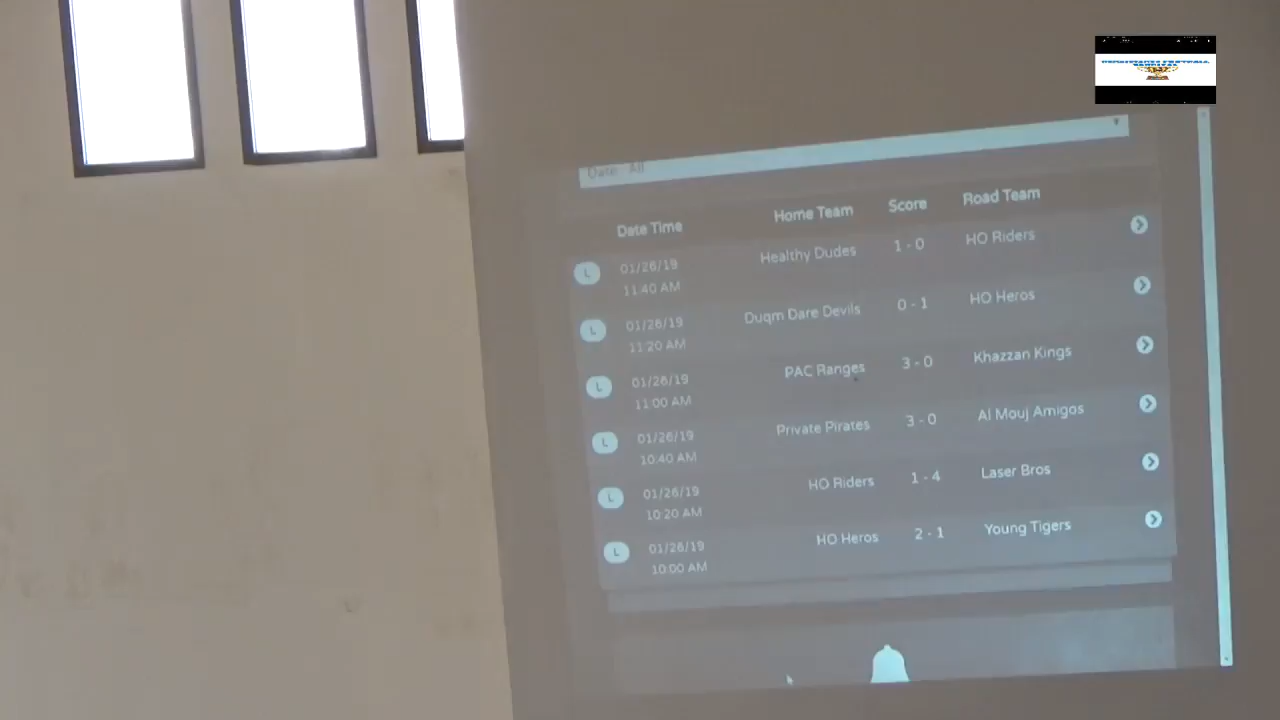 Date: All
Date Time Home Team Score Road Team
L 01/26/19 Healthy Dudes 1 - 0 HO Riders
11:40 AM
L 01/26/19 Duqm Dare Devils 0 - 1 HO Heros
11:20 AM
L 01/26/19 PAC Ranges 3 - 0 Khazzan Kings
11:00 AM
L 01/26/19 Private Pirates 3 - 0 Al Mouj Amigos
10:40 AM
L 01/26/19 HO Riders 1 - 4 Laser Bros
10:20 AM
L 01/26/19 HO Heros 2 - 1 Young Tigers
10:00 AM